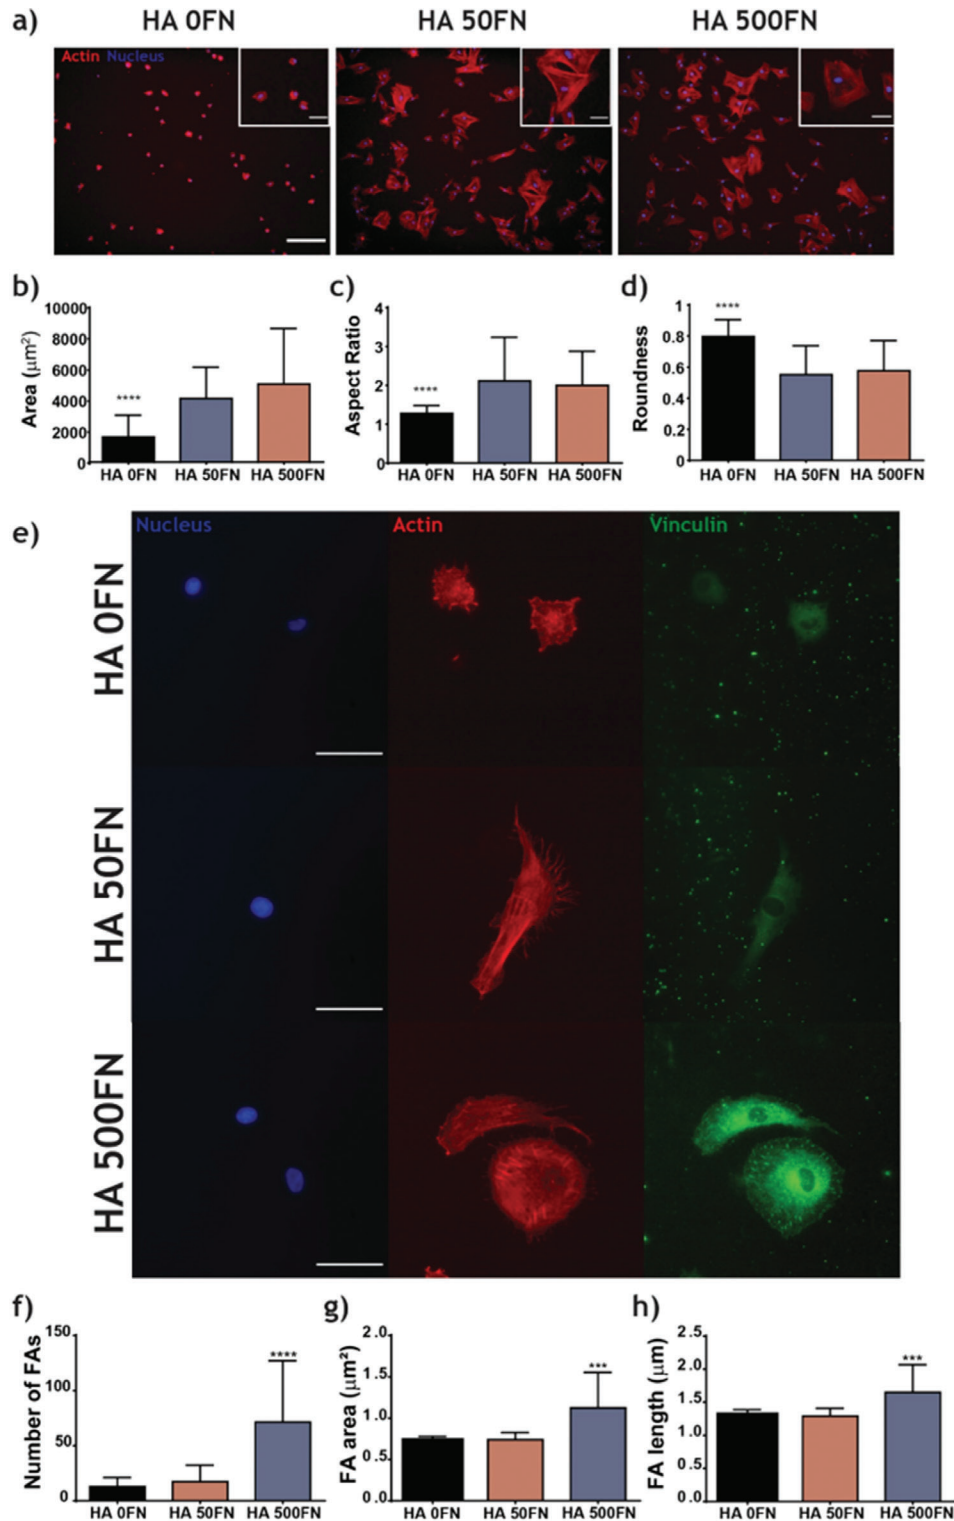 a)
HA 0FN
HA 50FN
HA 500FN
Actin Nucleus
b)
Area (μm²)
10000
8000
6000
4000
2000
0
****
HA 0FN
HA 50FN
HA 500FN
c)
Aspect Ratio
4
3
2
1
0
****
HA 0FN
HA 50FN
HA 500FN
d)
Roundness
1
0.8
0.6
0.4
0.2
0
****
HA 0FN
HA 50FN
HA 500FN
e)
Nucleus
Actin
Vinculin
HA 0FN
HA 50FN
HA 500FN
f)
Number of FAs
150
100
50
0
****
HA 0FN
HA 50FN
HA 500FN
g)
FA area (μm²)
2.0
1.5
1.0
0.5
0.0
***
HA 0FN
HA 50FN
HA 500FN
h)
FA length (μm)
2.5
2.0
1.5
1.0
0.5
0.0
***
HA 0FN
HA 50FN
HA 500FN